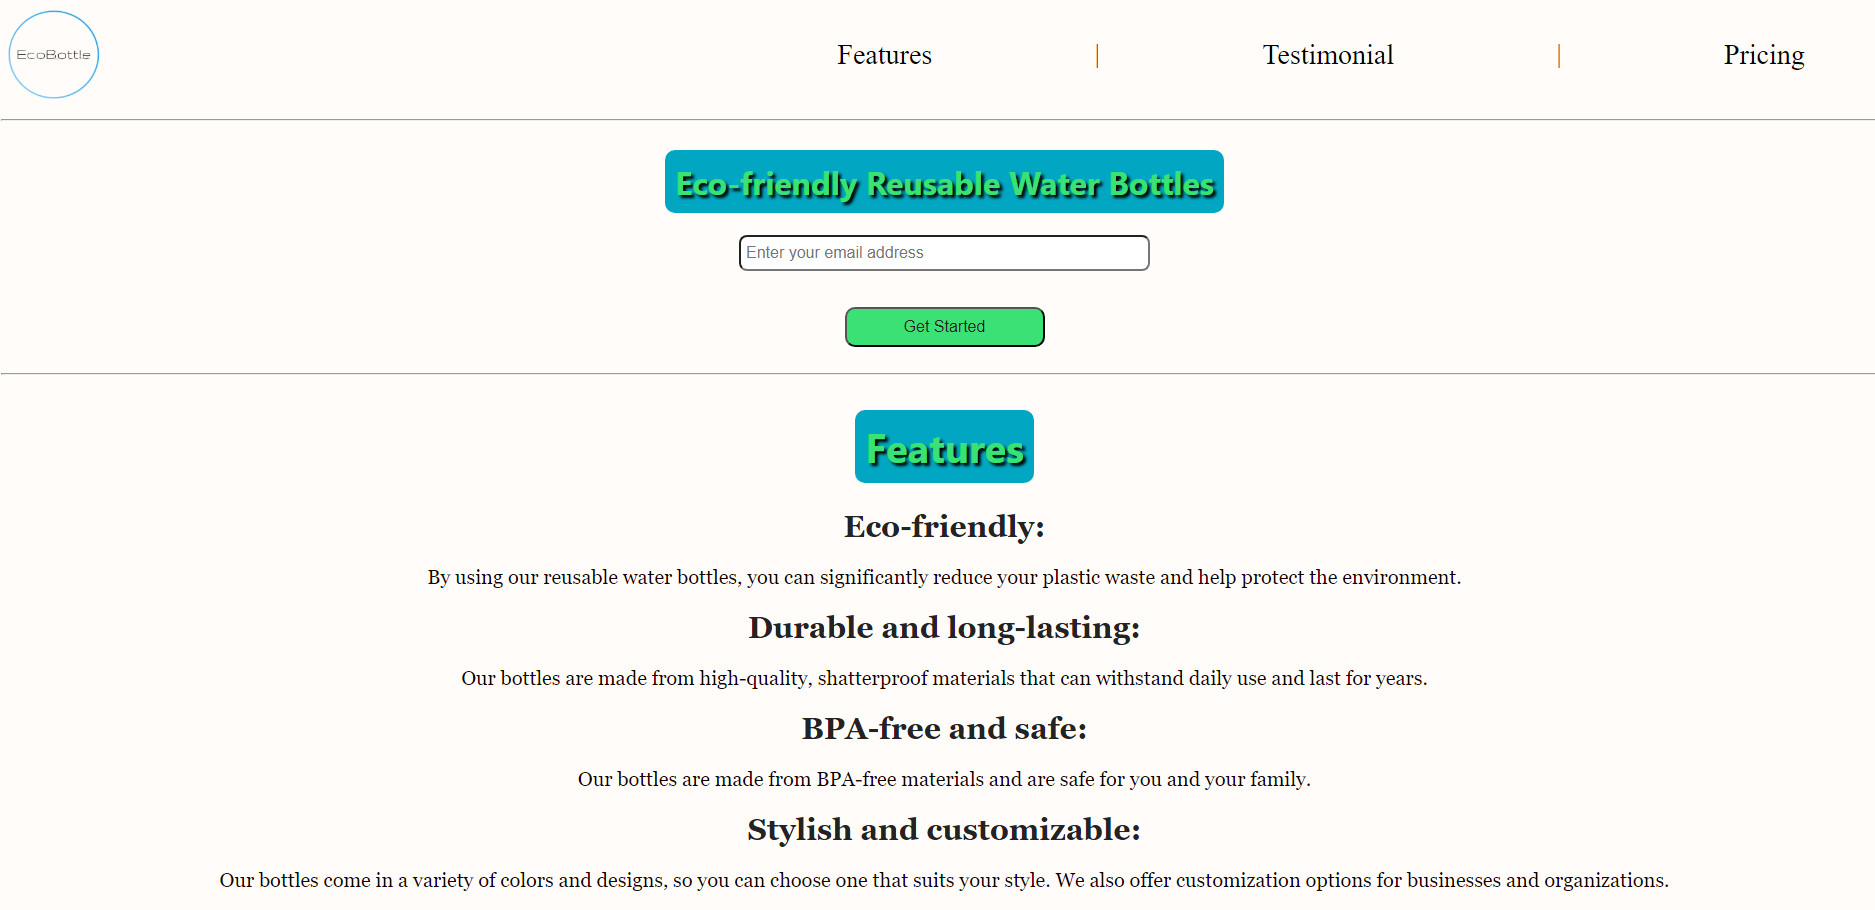 EcoBottle
Features | Testimonial | Pricing
Eco-friendly Reusable Water Bottles
Enter your email address
Get Started
Features
Eco-friendly:
By using our reusable water bottles, you can significantly reduce your plastic waste and help protect the environment.
Durable and long-lasting:
Our bottles are made from high-quality, shatterproof materials that can withstand daily use and last for years.
BPA-free and safe:
Our bottles are made from BPA-free materials and are safe for you and your family.
Stylish and customizable:
Our bottles come in a variety of colors and designs, so you can choose one that suits your style. We also offer customization options for businesses and organizations.